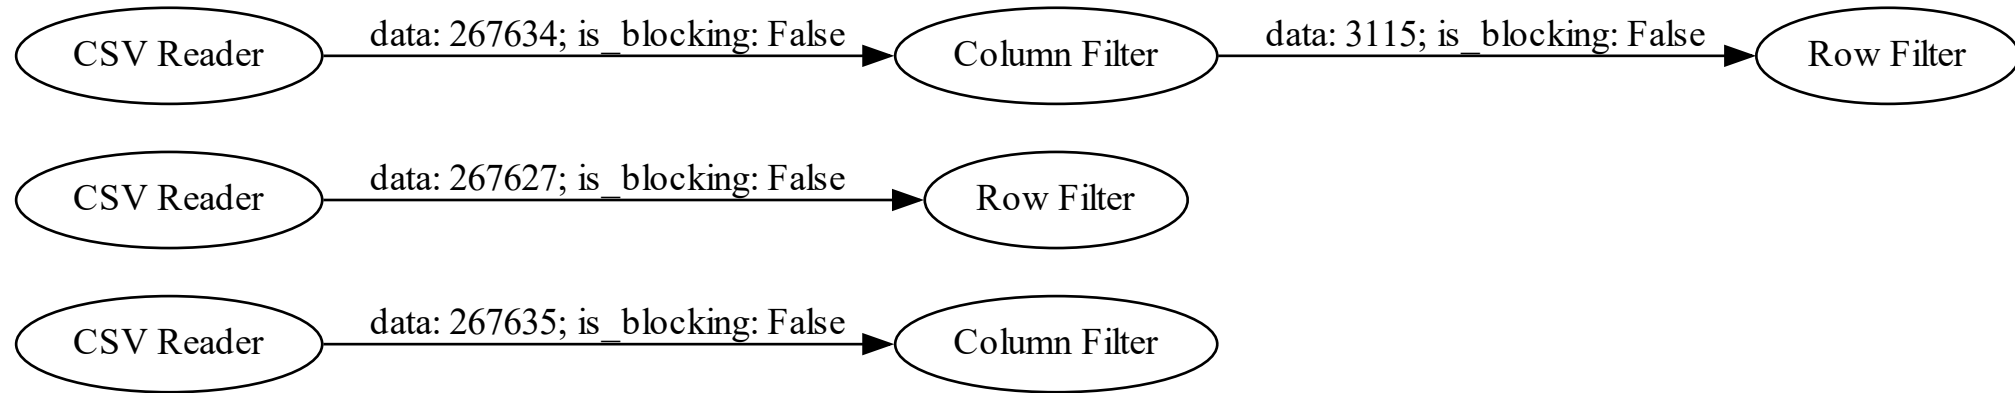 CSV Reader data: 267634; is_blocking: False Column Filter data: 3115; is_blocking: False Row Filter
CSV Reader data: 267627; is_blocking: False Row Filter
CSV Reader data: 267635; is_blocking: False Column Filter